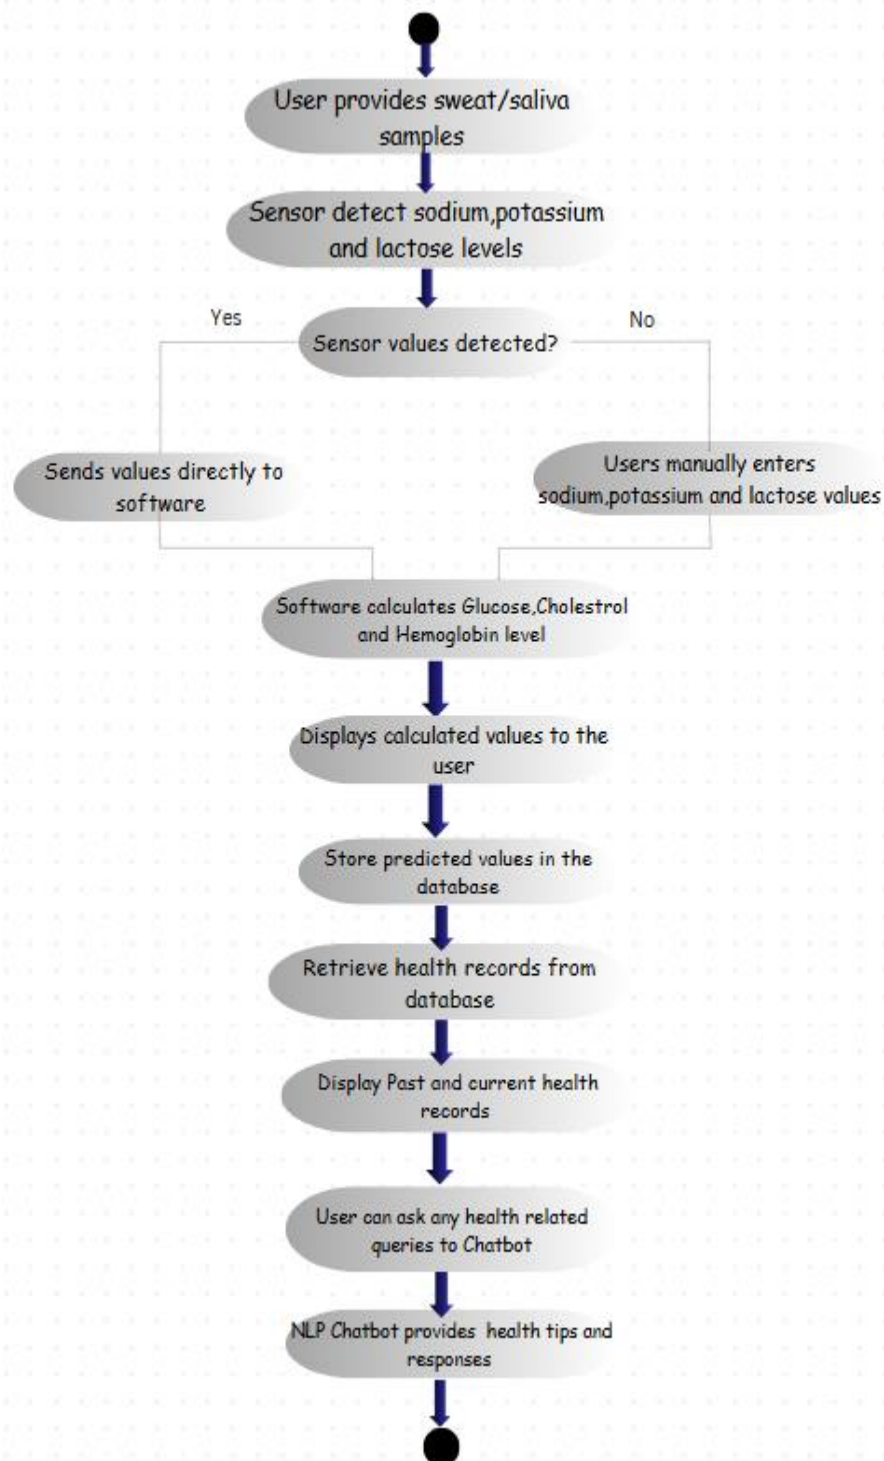 User provides sweat/saliva
samples
Sensor detect sodium,potassium
and lactose levels
Yes
No
Sensor values detected?
Sends values directly to
software
Users manually enters
sodium,potassium and lactose values
Software calculates Glucose,Cholestrol
and Hemoglobin level
Displays calculated values to the
user
Store predicted values in the
database
Retrieve health records from
database
Display Past and current health
records
User can ask any health related
queries to Chatbot
NLP Chatbot provides health tips and
responses